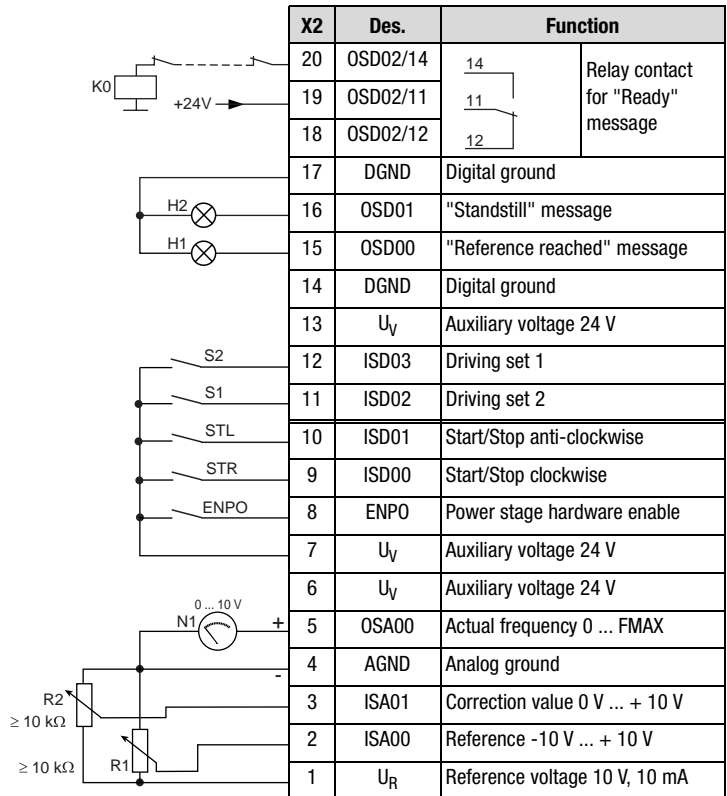 X2 Des. Function
20 OSD02/14
19 OSD02/11
18 OSD02/12
14
11
12
Relay contact
for "Ready"
message
K0
+24V
17 DGND Digital ground
H2 16 OSD01 "Standstill" message
H1 15 OSD00 "Reference reached" message
14 DGND Digital ground
13 UV Auxiliary voltage 24 V
S2 12 ISD03 Driving set 1
S1 11 ISD02 Driving set 2
STL 10 ISD01 Start/Stop anti-clockwise
STR 9 ISD00 Start/Stop clockwise
ENPO 8 ENPO Power stage hardware enable
7 UV Auxiliary voltage 24 V
6 UV Auxiliary voltage 24 V
0 ... 10 V
N1 + 5 OSA00 Actual frequency 0 ... FMAX
- 4 AGND Analog ground
R2 3 ISA01 Correction value 0 V ... + 10 V
≥ 10 kΩ
2 ISA00 Reference -10 V ... + 10 V
≥ 10 kΩ R1
1 UR Reference voltage 10 V, 10 mA